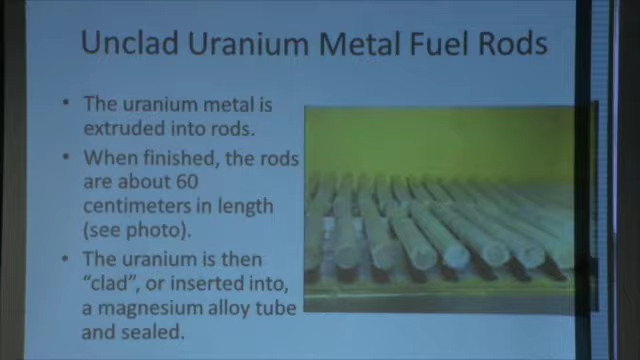 Unclad Uranium Metal Fuel Rods
• The uranium metal is
extruded into rods.
• When finished, the rods
are about 60
centimeters in length
(see photo).
• The uranium is then
“clad”, or inserted into,
a magnesium alloy tube
and sealed.